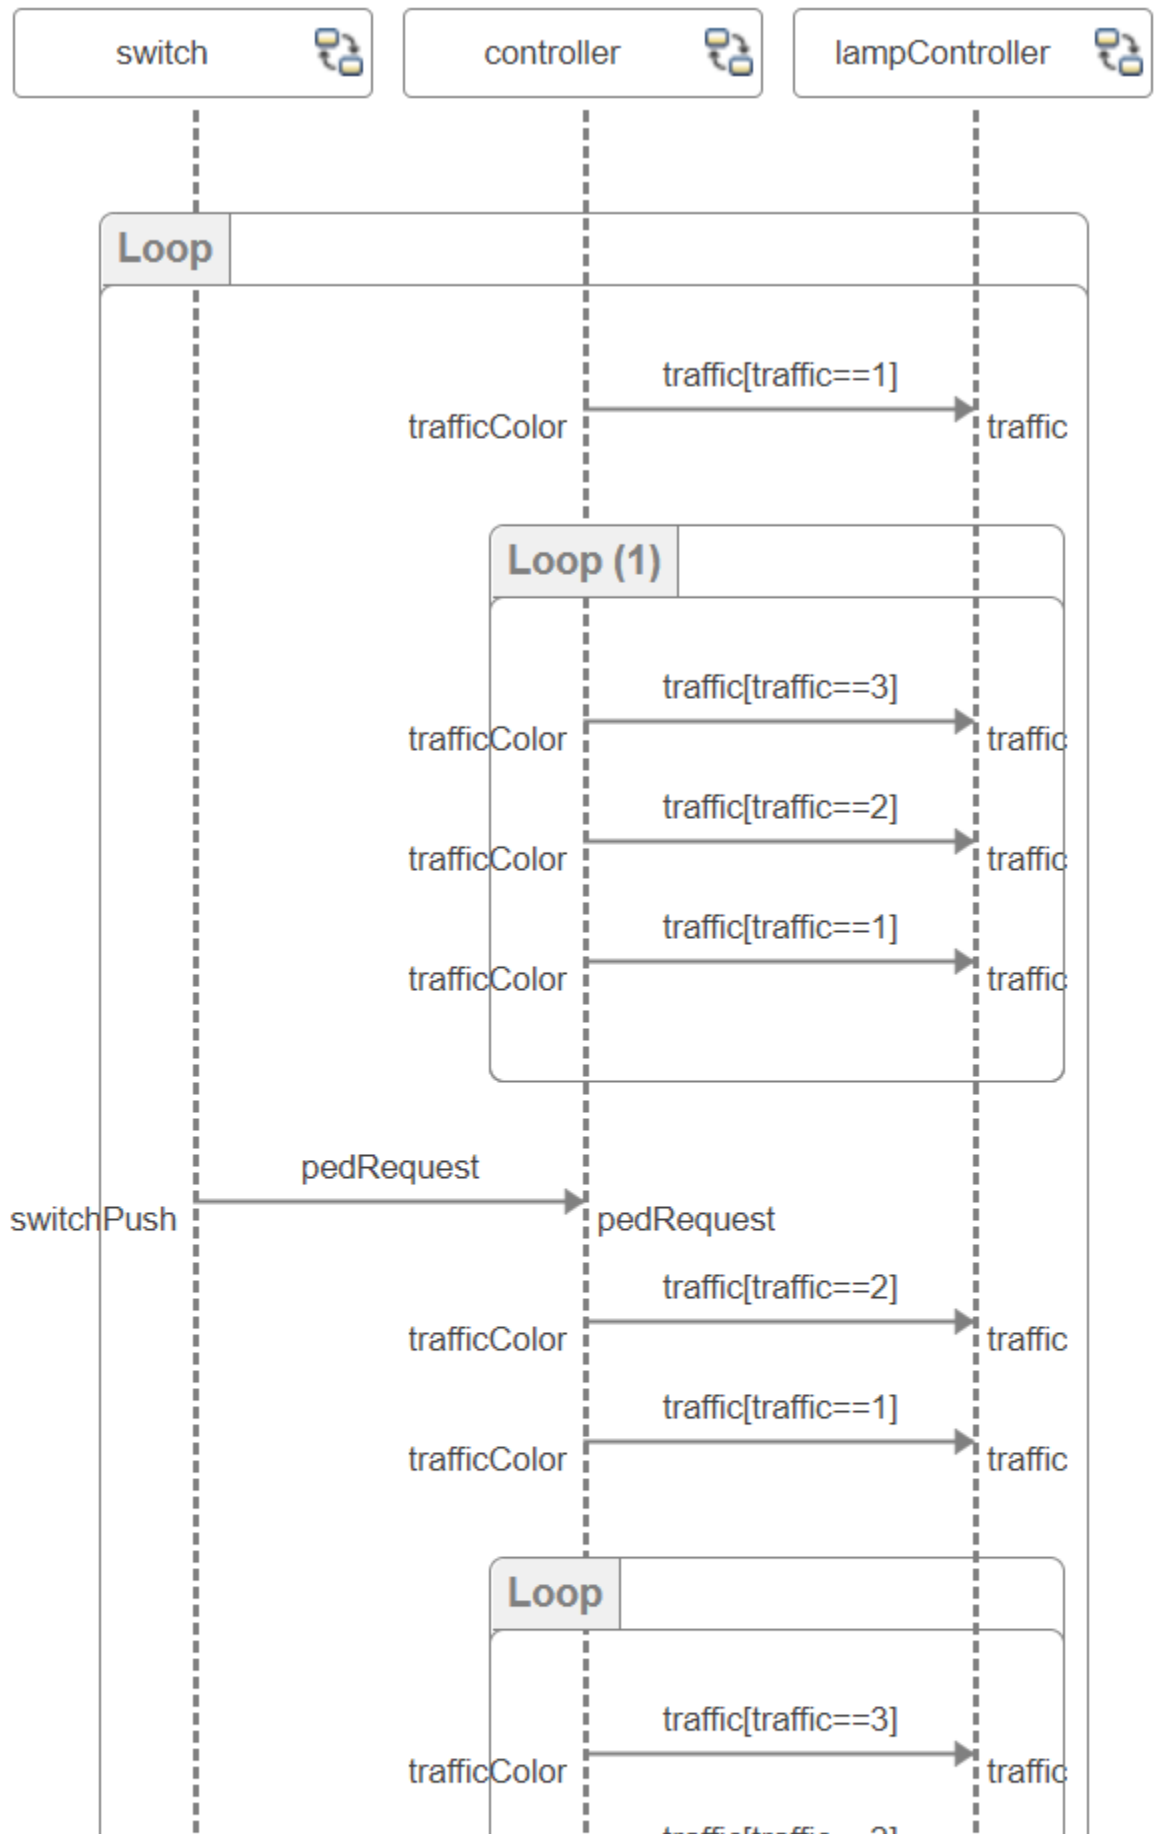 switch controller lampController
Loop
traffic[traffic==1]
trafficColor traffic
Loop (1)
traffic[traffic==3]
trafficColor traffic
traffic[traffic==2]
trafficColor traffic
traffic[traffic==1]
trafficColor traffic
pedRequest
switchPush pedRequest
traffic[traffic==2]
trafficColor traffic
traffic[traffic==1]
trafficColor traffic
Loop
traffic[traffic==3]
trafficColor traffic